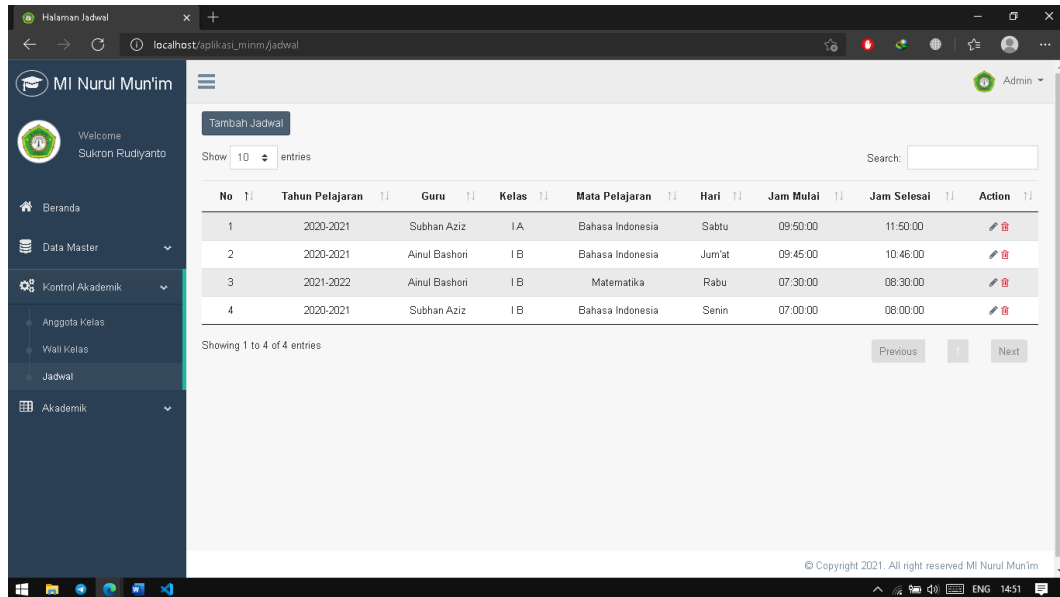 Halaman Jadwal
localhost/aplikasi_minm/jadwal
MI Nurul Mun'im
Admin
Welcome
Sukron Rudiyanto
Tambah Jadwal
Show 10 entries
Search:
Beranda
Data Master
Kontrol Akademik
Anggota Kelas
Wali Kelas
Jadwal
Akademik
No Tahun Pelajaran Guru Kelas Mata Pelajaran Hari Jam Mulai Jam Selesai Action
1 2020-2021 Subhan Aziz I A Bahasa Indonesia Sabtu 09:50:00 11:50:00
2 2020-2021 Ainul Bashori I B Bahasa Indonesia Jum'at 09:45:00 10:46:00
3 2021-2022 Ainul Bashori I B Matematika Rabu 07:30:00 08:30:00
4 2020-2021 Subhan Aziz I B Bahasa Indonesia Senin 07:00:00 08:00:00
Showing 1 to 4 of 4 entries
Previous 1 Next
© Copyright 2021. All right reserved MI Nurul Mun'im
ENG 14:51